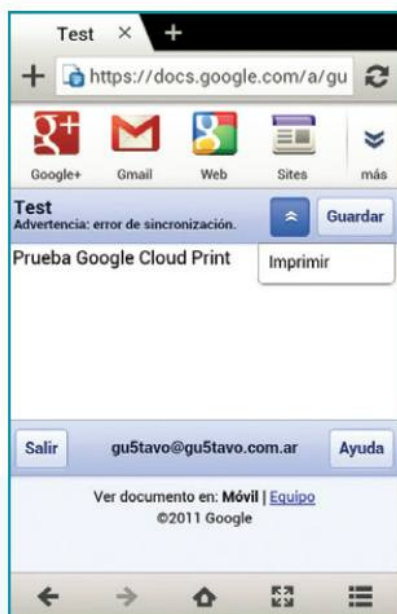 Test
https://docs.google.com/a/gu
g+ M 8
Google+ Gmail Web Sites más
Test
Advertencia: error de sincronización.
Guardar
Prueba Google Cloud Print
Imprimir
Salir gu5tavo@gu5tavo.com.ar Ayuda
Ver documento en: Móvil | Equipo
©2011 Google